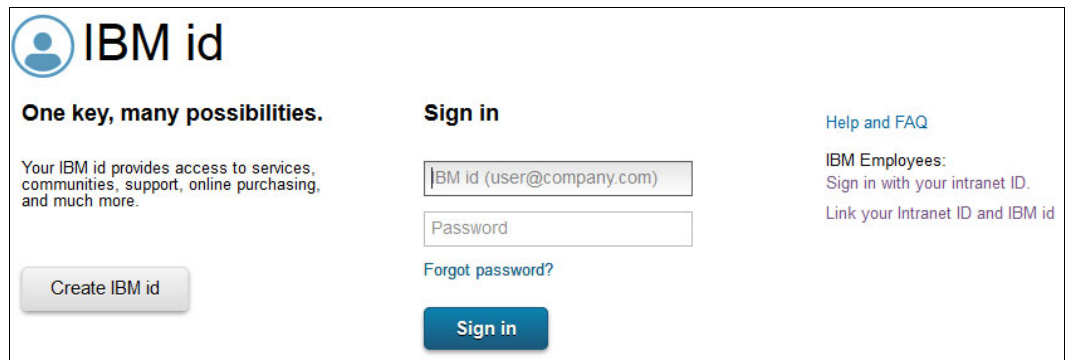 IBM id
One key, many possibilities.
Your IBM id provides access to services,
communities, support, online purchasing,
and much more.
Create IBM id
Sign in
IBM id (user@company.com)
Password
Forgot password?
Sign in
Help and FAQ
IBM Employees:
Sign in with your intranet ID.
Link your Intranet ID and IBM id